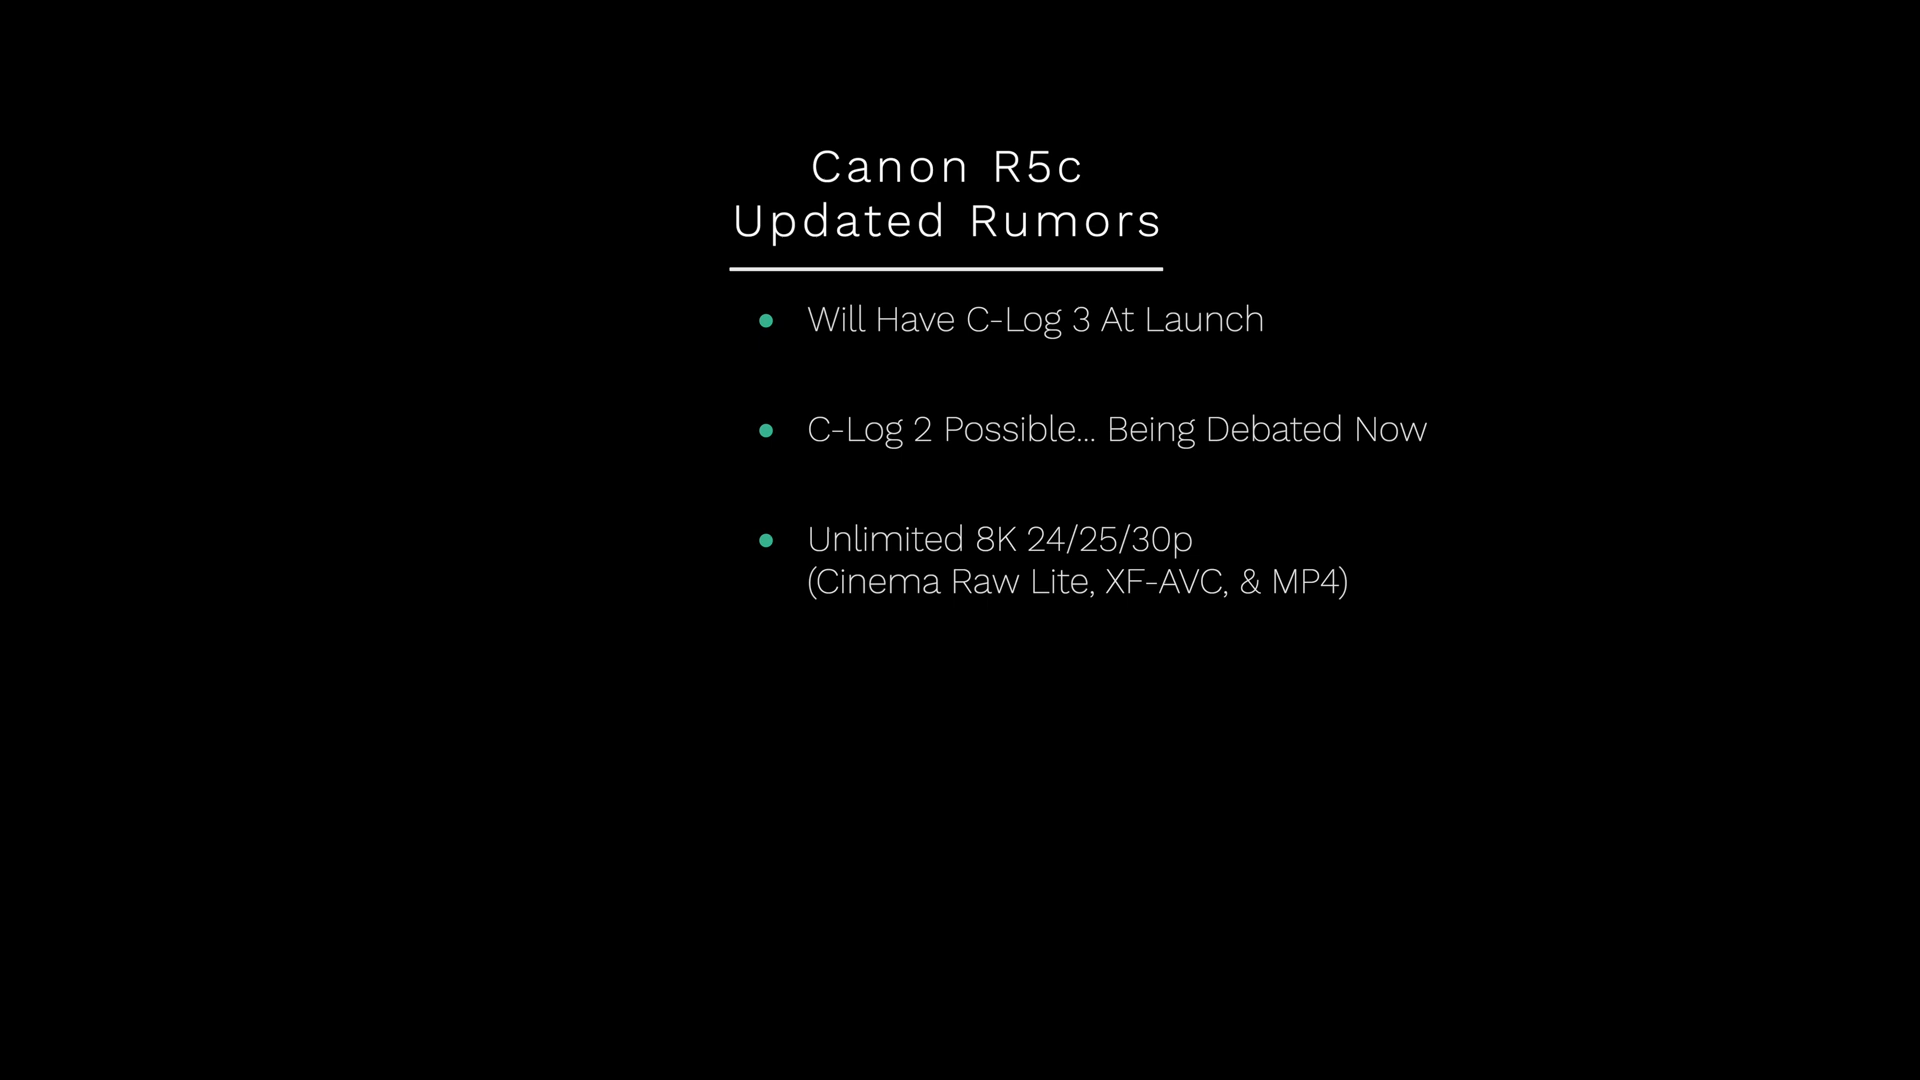 Canon R5c
Updated Rumors
Will Have C-Log 3 At Launch
C-Log 2 Possible... Being Debated Now
Unlimited 8K 24/25/30p
(Cinema Raw Lite, XF-AVC, & MP4)